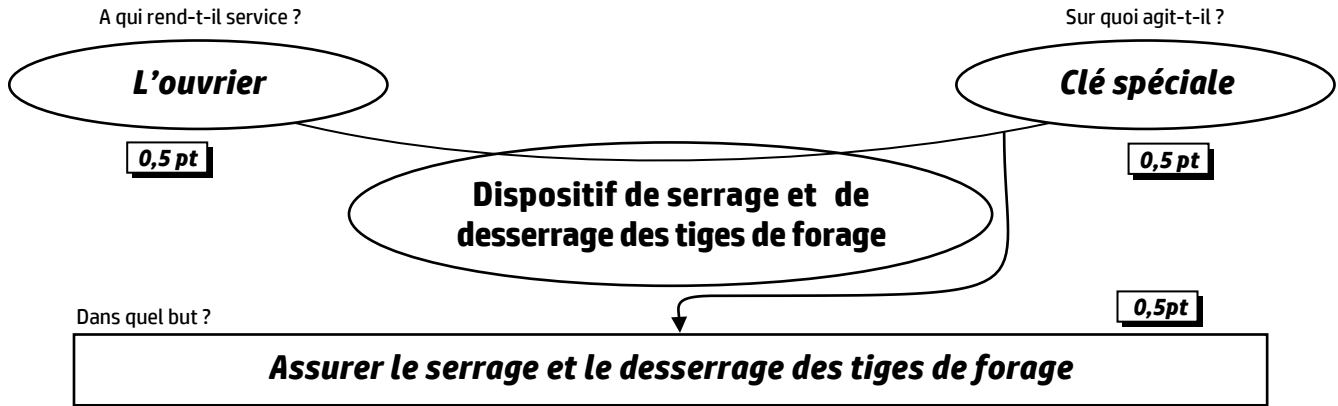 A qui rend-t-il service ?
Sur quoi agit-t-il ?
L'ouvrier
Clé spéciale
0,5 pt
0,5 pt
Dispositif de serrage et de
desserrage des tiges de forage
0,5pt
Dans quel but ?
Assurer le serrage et le desserrage des tiges de forage